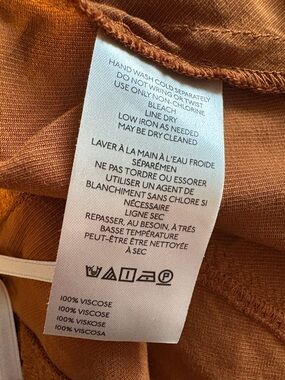 HAND WASH COLD SEPARATELY
DO NOT WRING OR TWIST
USE ONLY NON-CHLORINE
BLEACH
LINE DRY
LOW IRON AS NEEDED
MAY BE DRY CLEANED
LAVER À LA MAIN À L'EAU FROIDE
SÉPARÉMEN
NE PAS TORDRE OU ESSORER
UTILISER UN AGENT DE
BLANCHIMENT SANS CHLORE SI
NÉCESSAIRE
LIGNE SEC
REPASSER, AU BESOIN, À TRÈS
BASSE TEMPÉRATURE
PEUT-ÊTRE ÊTRE NETTOYÉE
À SEC
100% VISCOSE
100% VISCOSE
100% VISKOSE
100% VISCOSA